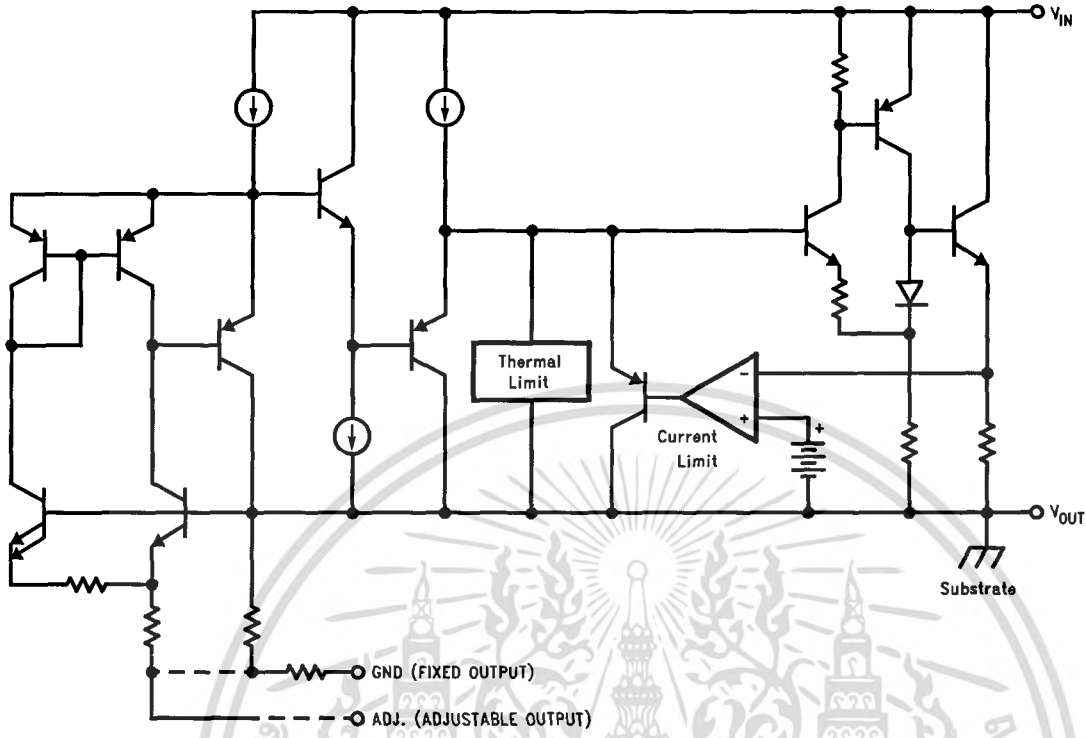 V_IN
Thermal
Limit
-
+
+
Current
Limit
V_OUT
Substrate
GND (FIXED OUTPUT)
ADJ. (ADJUSTABLE OUTPUT)